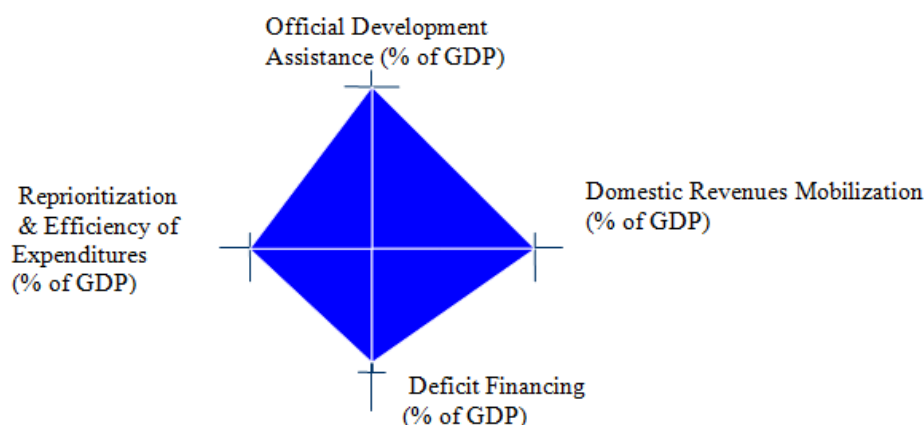 Official Development
Assistance (% of GDP)
Reprioritization
& Efficiency of
Expenditures
(% of GDP)
Domestic Revenues Mobilization
(% of GDP)
Deficit Financing
(% of GDP)